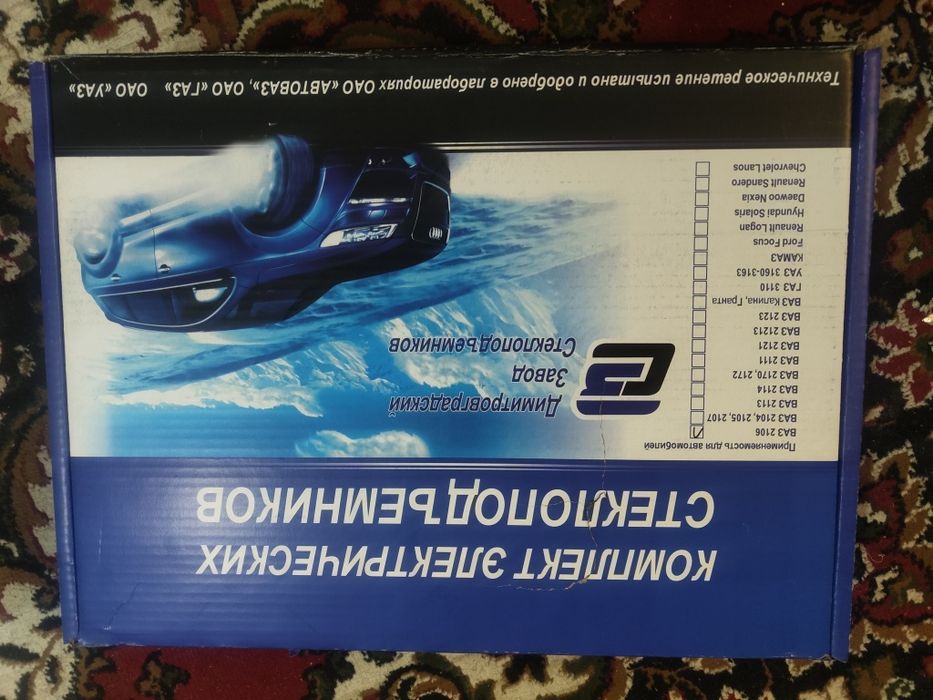 КОМПЛЕКТ ЭЛЕКТРИЧЕСКИХ
СТЕКЛОПОДЪЕМНИКОВ
Применяемость для автомобилей
ВАЗ 2106
ВАЗ 2104, 2105, 2107
ВАЗ 2113
ВАЗ 2114
ВАЗ 2170, 2172
ВАЗ 2111
ВАЗ 2121
ВАЗ 21213
ВАЗ 2123
ВАЗ Калина, Гранта
ГАЗ 3110
УАЗ 3160-3163
КАМАЗ
Ford Focus
Renault Logan
Hyundai Solaris
Daewoo Nexia
Renault Sandero
Chevrolet Lanos
Димитровградский
Завод
Стеклоподъемников
Техническое решение испытано и одобрено в лабораториях ОАО «АВТОВАЗ», ОАО «ГАЗ» ОАО «УАЗ»